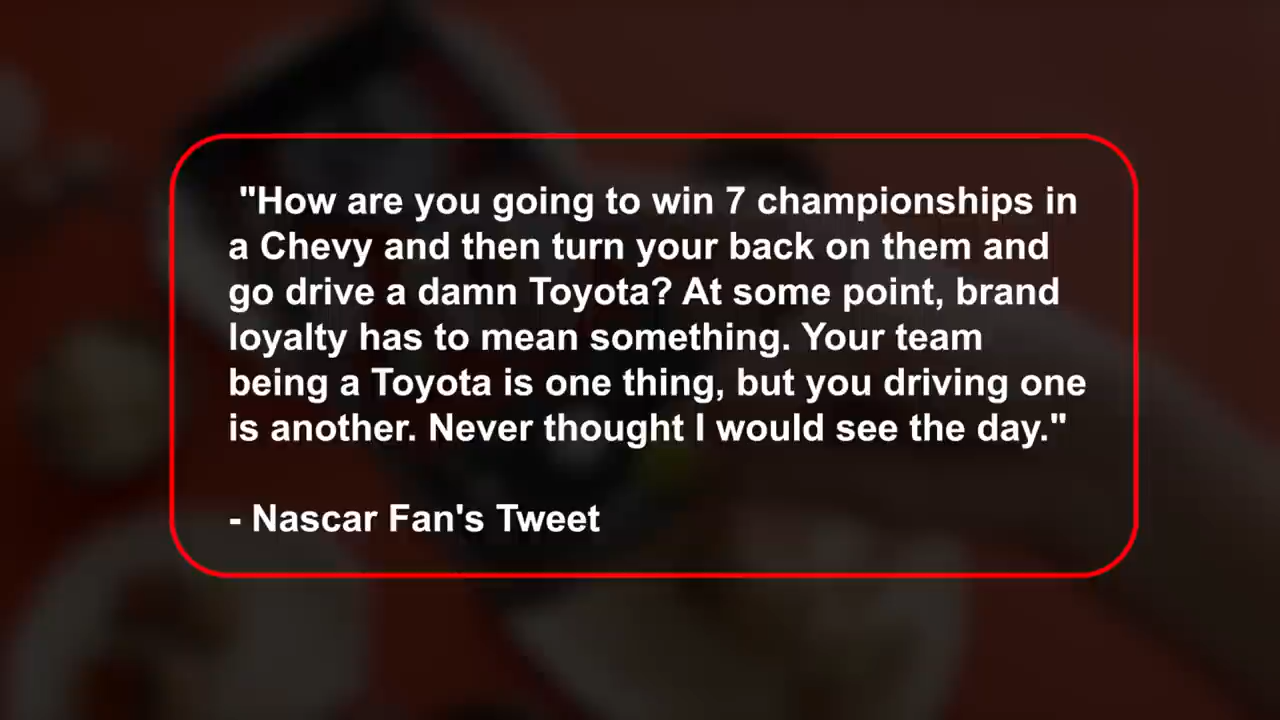 "How are you going to win 7 championships in
a Chevy and then turn your back on them and
go drive a damn Toyota? At some point, brand
loyalty has to mean something. Your team
being a Toyota is one thing, but you driving one
is another. Never thought I would see the day."
- Nascar Fan's Tweet